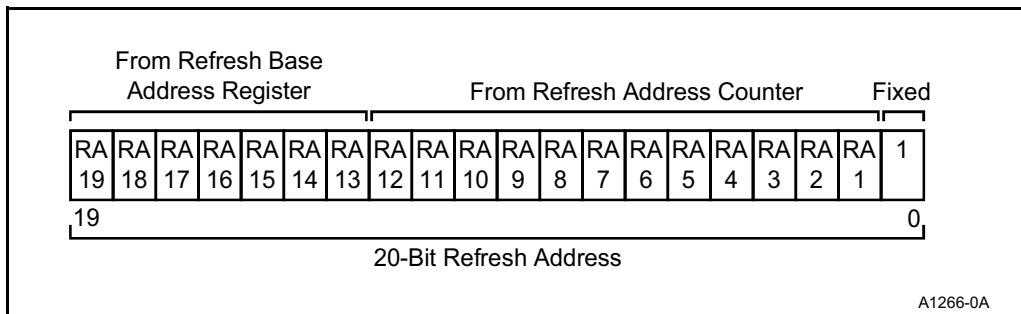 From Refresh Base
Address Register
From Refresh Address Counter
Fixed
RA RA RA RA RA RA RA RA RA RA RA RA RA RA RA RA RA RA RA 1
19 18 17 16 15 14 13 12 11 10 9 8 7 6 5 4 3 2 1
19 0
20-Bit Refresh Address
A1266-0A